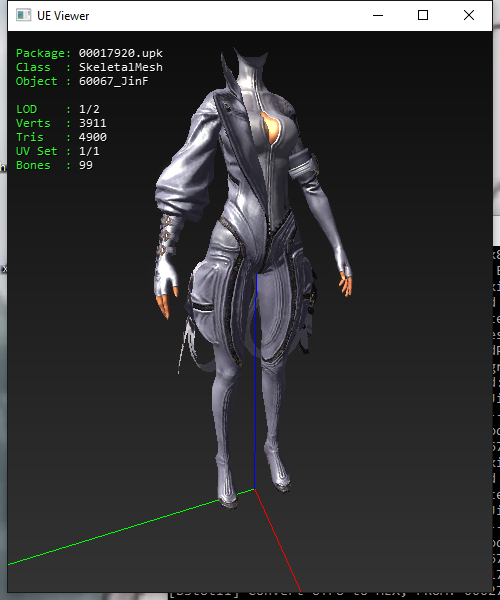 UE Viewer
Package: 00017920.upk
Class : SkeletalMesh
Object : 60067_JinF
LOD : 1/2
Verts : 3911
Tris : 4900
UV Set : 1/1
Bones : 99